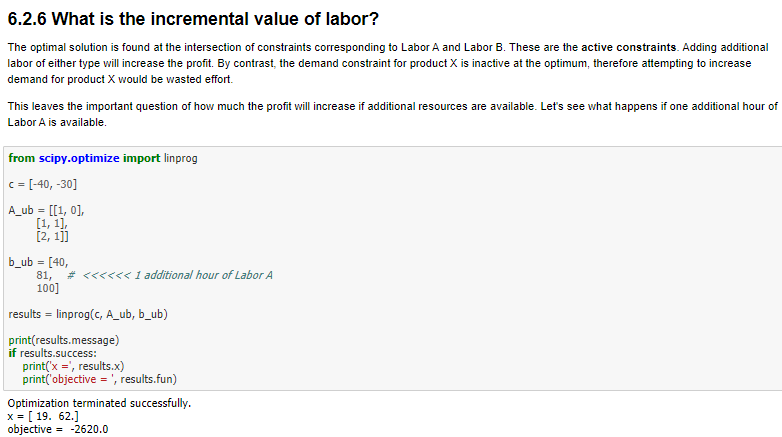 6.2.6 What is the incremental value of labor?
The optimal solution is found at the intersection of constraints corresponding to Labor A and Labor B. These are the active constraints. Adding additional
labor of either type will increase the profit. By contrast, the demand constraint for product X is inactive at the optimum, therefore attempting to increase
demand for product X would be wasted effort.
This leaves the important question of how much the profit will increase if additional resources are available. Let's see what happens if one additional hour of
Labor A is available.
from scipy.optimize import linprog
c = [-40, -30]
A_ub = [[1, 0],
[1, 1],
[2, 1]]
b_ub = [40,
81, # <<<<<< 1 additional hour of Labor A
100]
results = linprog(c, A_ub, b_ub)
print(results.message)
if results.success:
print('x =', results.x)
print('objective = ', results.fun)
Optimization terminated successfully.
x = [ 19. 62.]
objective = -2620.0